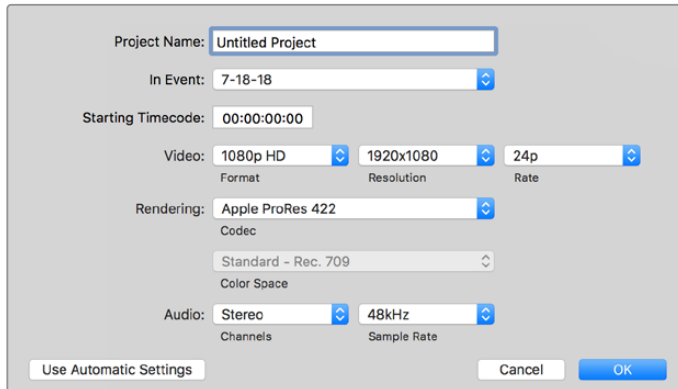 Project Name: Untitled Project
In Event: 7-18-18
Starting Timecode: 00:00:00:00
Video: 1080p HD 1920x1080 24p
Format Resolution Rate
Rendering: Apple ProRes 422
Codec
Standard - Rec. 709
Color Space
Audio: Stereo 48kHz
Channels Sample Rate
Use Automatic Settings Cancel OK